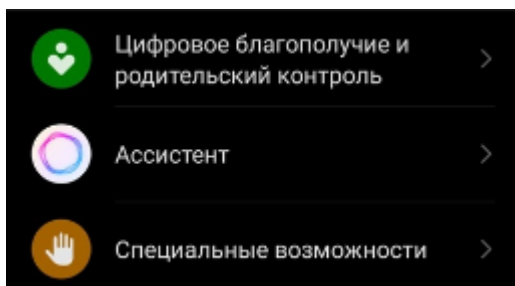 Цифровое благополучие и
родительский контроль
Ассистент
Специальные возможности